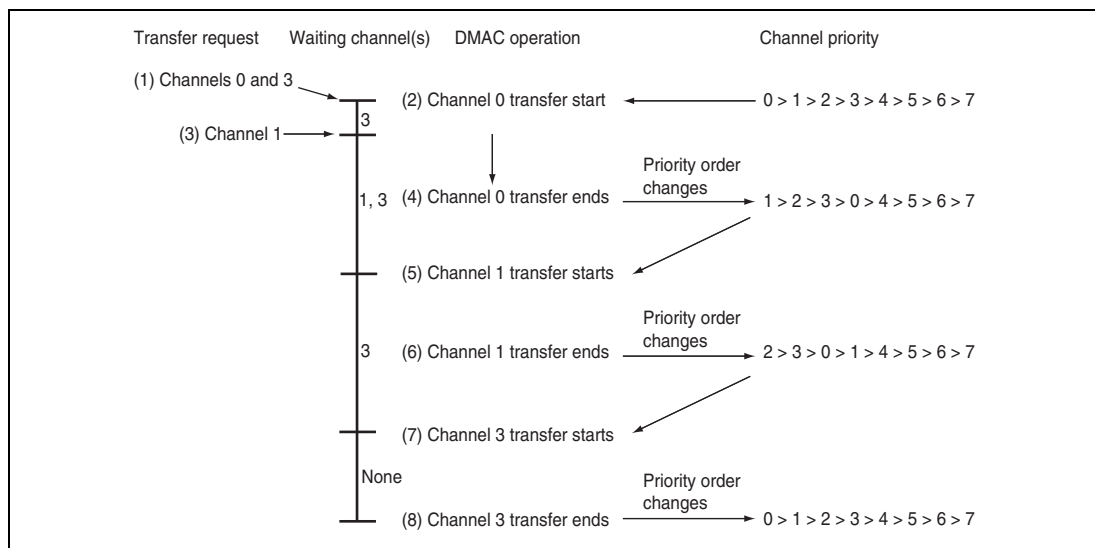 Transfer request Waiting channel(s) DMAC operation Channel priority
(1) Channels 0 and 3
(2) Channel 0 transfer start 0 > 1 > 2 > 3 > 4 > 5 > 6 > 7
3
(3) Channel 1
Priority order
changes
1, 3 (4) Channel 0 transfer ends 1 > 2 > 3 > 0 > 4 > 5 > 6 > 7
(5) Channel 1 transfer starts
Priority order
changes
3 (6) Channel 1 transfer ends 2 > 3 > 0 > 1 > 4 > 5 > 6 > 7
(7) Channel 3 transfer starts
None
Priority order
changes
(8) Channel 3 transfer ends 0 > 1 > 2 > 3 > 4 > 5 > 6 > 7